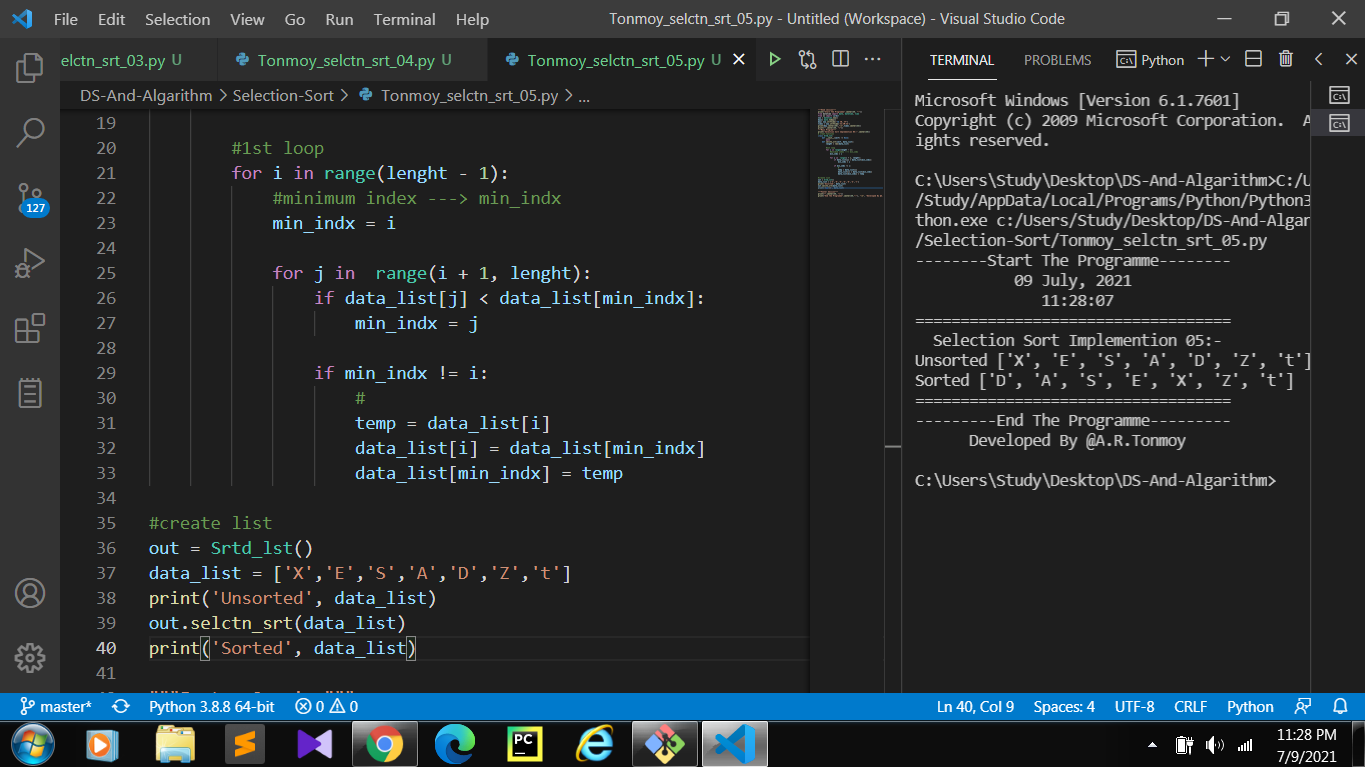 File Edit Selection View Go Run Terminal Help Tonmoy_selctn_srt_05.py - Untitled (Workspace) - Visual Studio Code
elctn_srt_03.py U Tonmoy_selctn_srt_04.py U Tonmoy_selctn_srt_05.py U
DS-And-Algarithm > Selection-Sort > Tonmoy_selctn_srt_05.py > ...
127
19
20 #1st loop
21 for i in range(lenght - 1):
22 #minimum index ---> min_indx
23 min_indx = i
24
25 for j in  range(i + 1, lenght):
26 if data_list[j] < data_list[min_indx]:
27 min_indx = j
28
29 if min_indx != i:
30 #
31 temp = data_list[i]
32 data_list[i] = data_list[min_indx]
33 data_list[min_indx] = temp
34
35 #create list
36 out = Srtd_lst()
37 data_list = ['X','E','S','A','D','Z','t']
38 print('Unsorted', data_list)
39 out.selctn_srt(data_list)
40 print('Sorted', data_list)
41
TERMINAL PROBLEMS Python
Microsoft Windows [Version 6.1.7601]
Copyright (c) 2009 Microsoft Corporation.  A
ights reserved.
C:\Users\Study\Desktop\DS-And-Algarithm>C:/U
/Study/AppData/Local/Programs/Python/Python3
thon.exe c:/Users/Study/Desktop/DS-And-Algar
/Selection-Sort/Tonmoy_selctn_srt_05.py
--------Start The Programme--------
09 July, 2021
11:28:07
===================================
Selection Sort Implemention 05:-
Unsorted ['X', 'E', 'S', 'A', 'D', 'Z', 't']
Sorted ['D', 'A', 'S', 'E', 'X', 'Z', 't']
===================================
---------End The Programme---------
Developed By @A.R.Tonmoy
C:\Users\Study\Desktop\DS-And-Algarithm>
master* Python 3.8.8 64-bit 0 0 Ln 40, Col 9 Spaces: 4 UTF-8 CRLF Python
PC
11:28 PM
7/9/2021